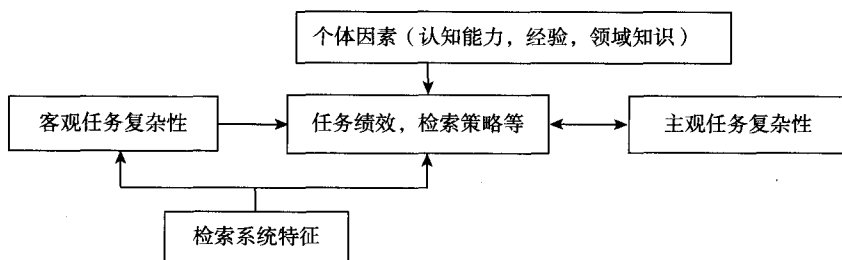 个体因素（认知能力，经验，领域知识）
客观任务复杂性
任务绩效，检索策略等
主观任务复杂性
检索系统特征